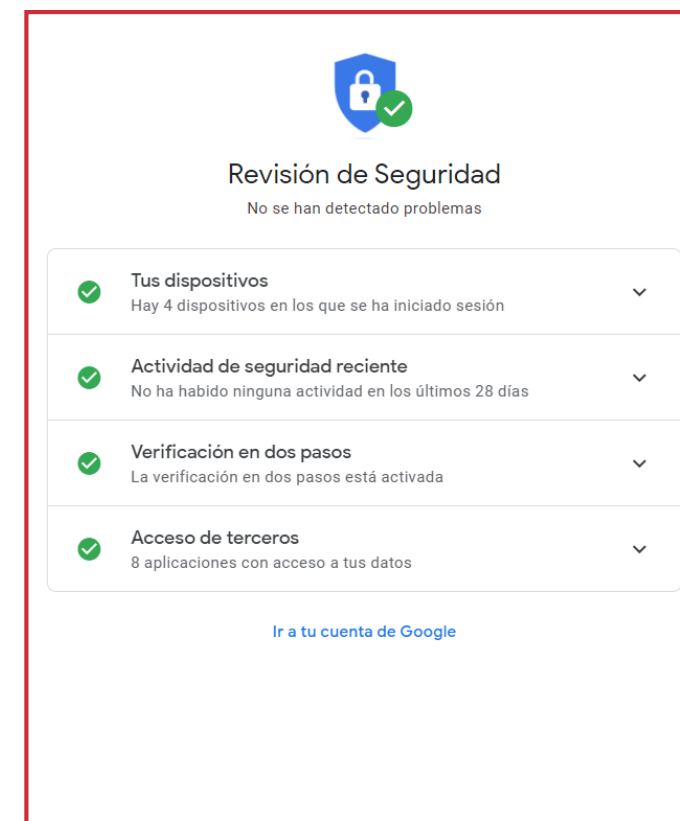 Revisión de Seguridad
No se han detectado problemas
Tus dispositivos
Hay 4 dispositivos en los que se ha iniciado sesión
Actividad de seguridad reciente
No ha habido ninguna actividad en los últimos 28 días
Verificación en dos pasos
La verificación en dos pasos está activada
Acceso de terceros
8 aplicaciones con acceso a tus datos
Ir a tu cuenta de Google